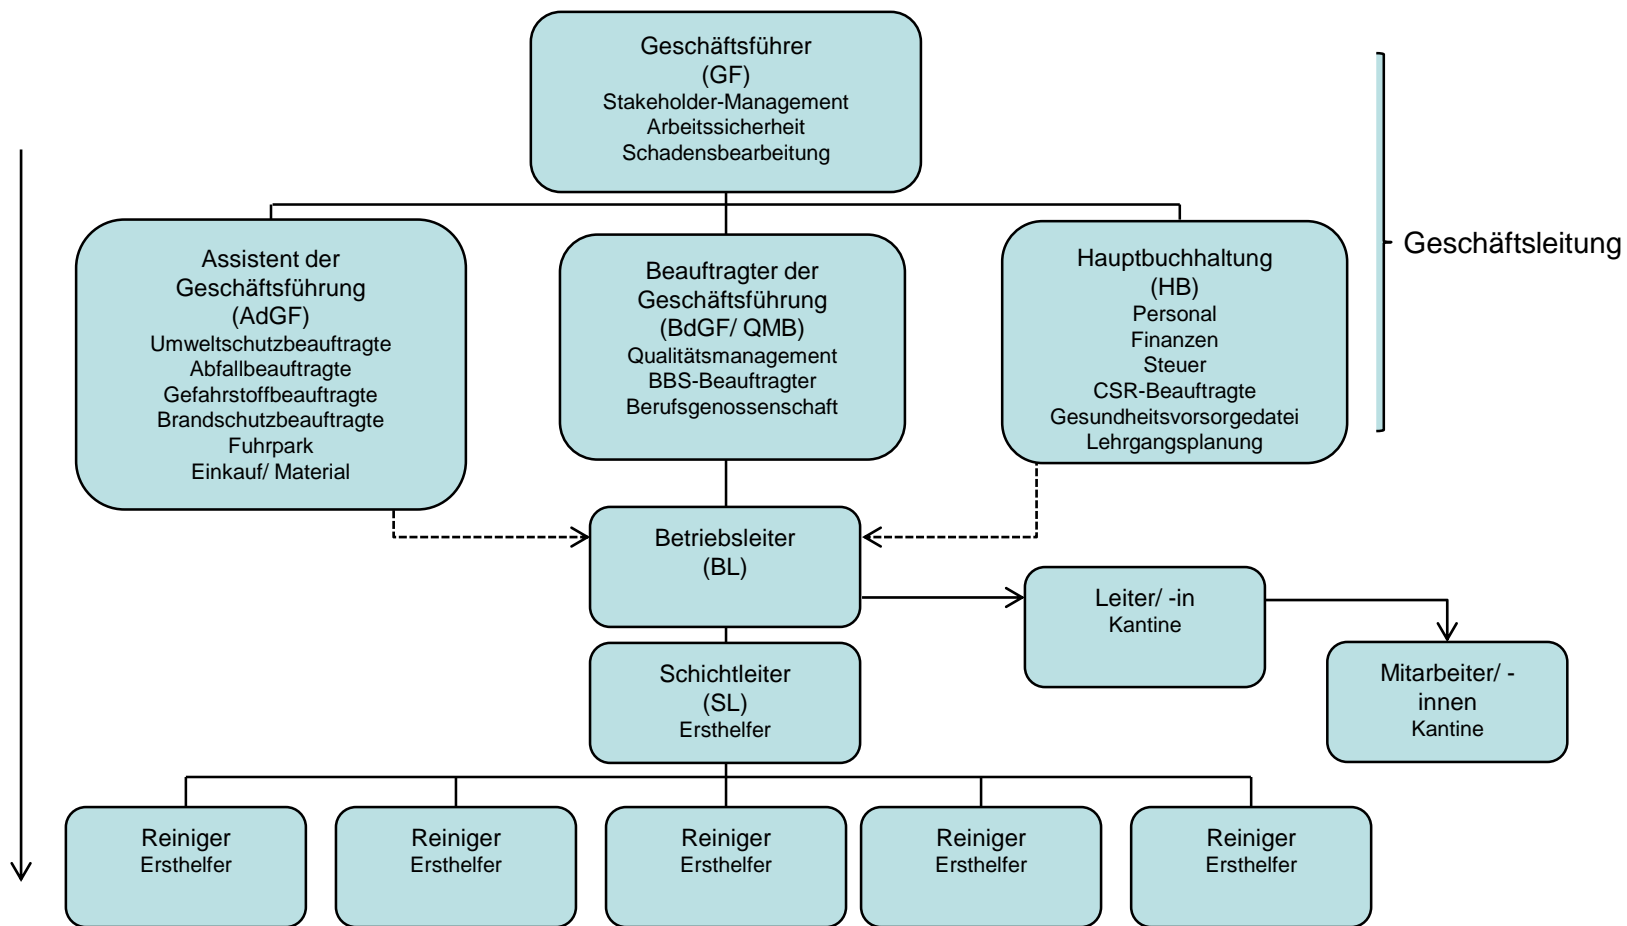 Geschäftsführer
(GF)
Stakeholder-Management
Arbeitssicherheit
Schadensbearbeitung
Geschäftsleitung
Assistent der
Geschäftsführung
(AdGF)
Umweltschutzbeauftragte
Abfallbeauftragte
Gefahrstoffbeauftragte
Brandschutzbeauftragte
Fuhrpark
Einkauf/ Material
Beauftragter der
Geschäftsführung
(BdGF/ QMB)
Qualitätsmanagement
BBS-Beauftragter
Berufsgenossenschaft
Hauptbuchhaltung
(HB)
Personal
Finanzen
Steuer
CSR-Beauftragte
Gesundheitsvorsorgedatei
Lehrgangsplanung
Betriebsleiter
(BL)
Leiter/ -in
Kantine
Mitarbeiter/ -
innen
Kantine
Schichtleiter
(SL)
Ersthelfer
Reiniger
Ersthelfer
Reiniger
Ersthelfer
Reiniger
Ersthelfer
Reiniger
Ersthelfer
Reiniger
Ersthelfer